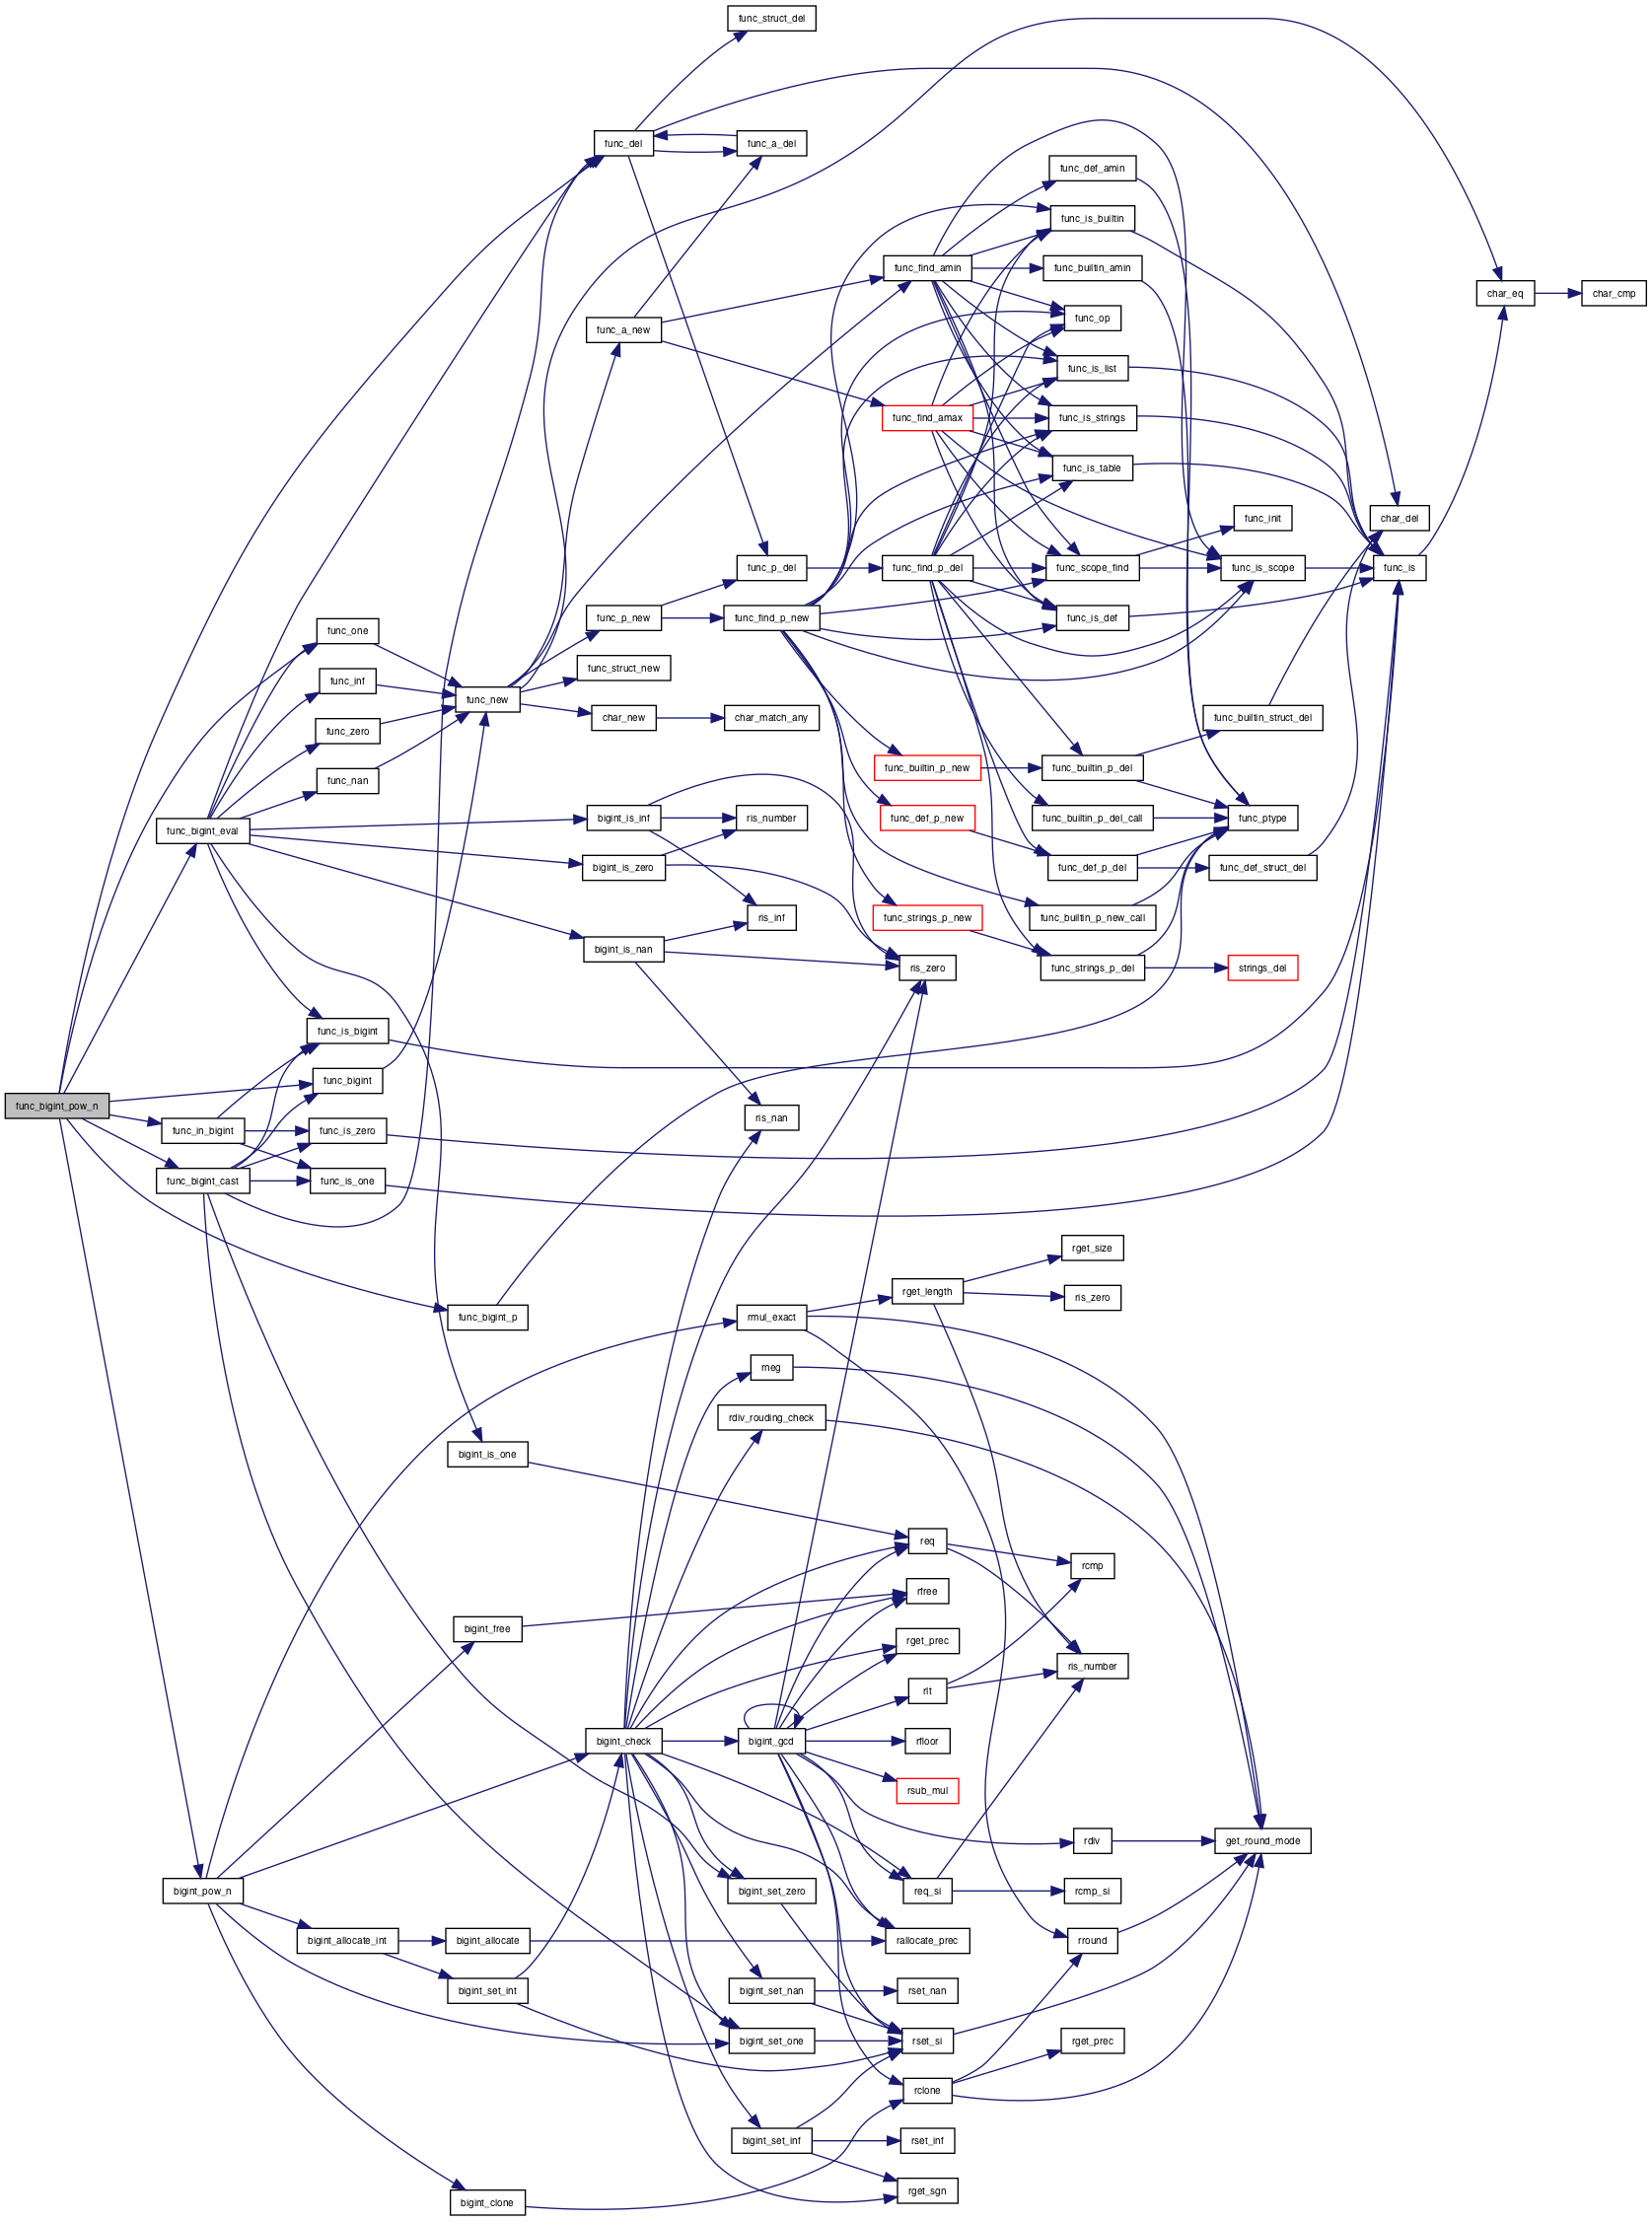 func_struct_del
func_del
func_a_del
func_def_amin
func_is_builtin
func_find_amin
func_builtin_amin
char_eq
char_cmp
func_a_new
func_op
func_is_list
func_find_amax
func_is_strings
func_is_table
func_init
char_del
func_p_del
func_find_p_del
func_scope_find
func_is_scope
func_is
func_one
func_p_new
func_find_p_new
func_is_def
func_inf
func_struct_new
func_new
func_zero
char_new
char_match_any
func_builtin_struct_del
func_nan
func_builtin_p_new
func_builtin_p_del
func_bigint_eval
bigint_is_inf
ris_number
func_def_p_new
func_builtin_p_del_call
func_ptype
bigint_is_zero
func_def_p_del
func_def_struct_del
ris_inf
func_strings_p_new
func_builtin_p_new_call
bigint_is_nan
ris_zero
func_strings_p_del
strings_del
func_is_bigint
func_bigint
func_bigint_pow_n
func_in_bigint
func_is_zero
ris_nan
func_bigint_cast
func_is_one
rget_size
rget_length
ris_zero
func_bigint_p
rmul_exact
rneg
rdiv_rouding_check
bigint_is_one
req
rcmp
rfree
bigint_free
rget_prec
ris_number
rlt
bigint_check
bigint_gcd
rfloor
rsub_mul
rdiv
get_round_mode
bigint_pow_n
bigint_set_zero
req_si
rcmp_si
bigint_allocate_int
bigint_allocate
rallocate_prec
rround
bigint_set_int
bigint_set_nan
rset_nan
bigint_set_one
rset_si
rget_prec
rclone
bigint_set_inf
rset_inf
rget_sgn
bigint_clone